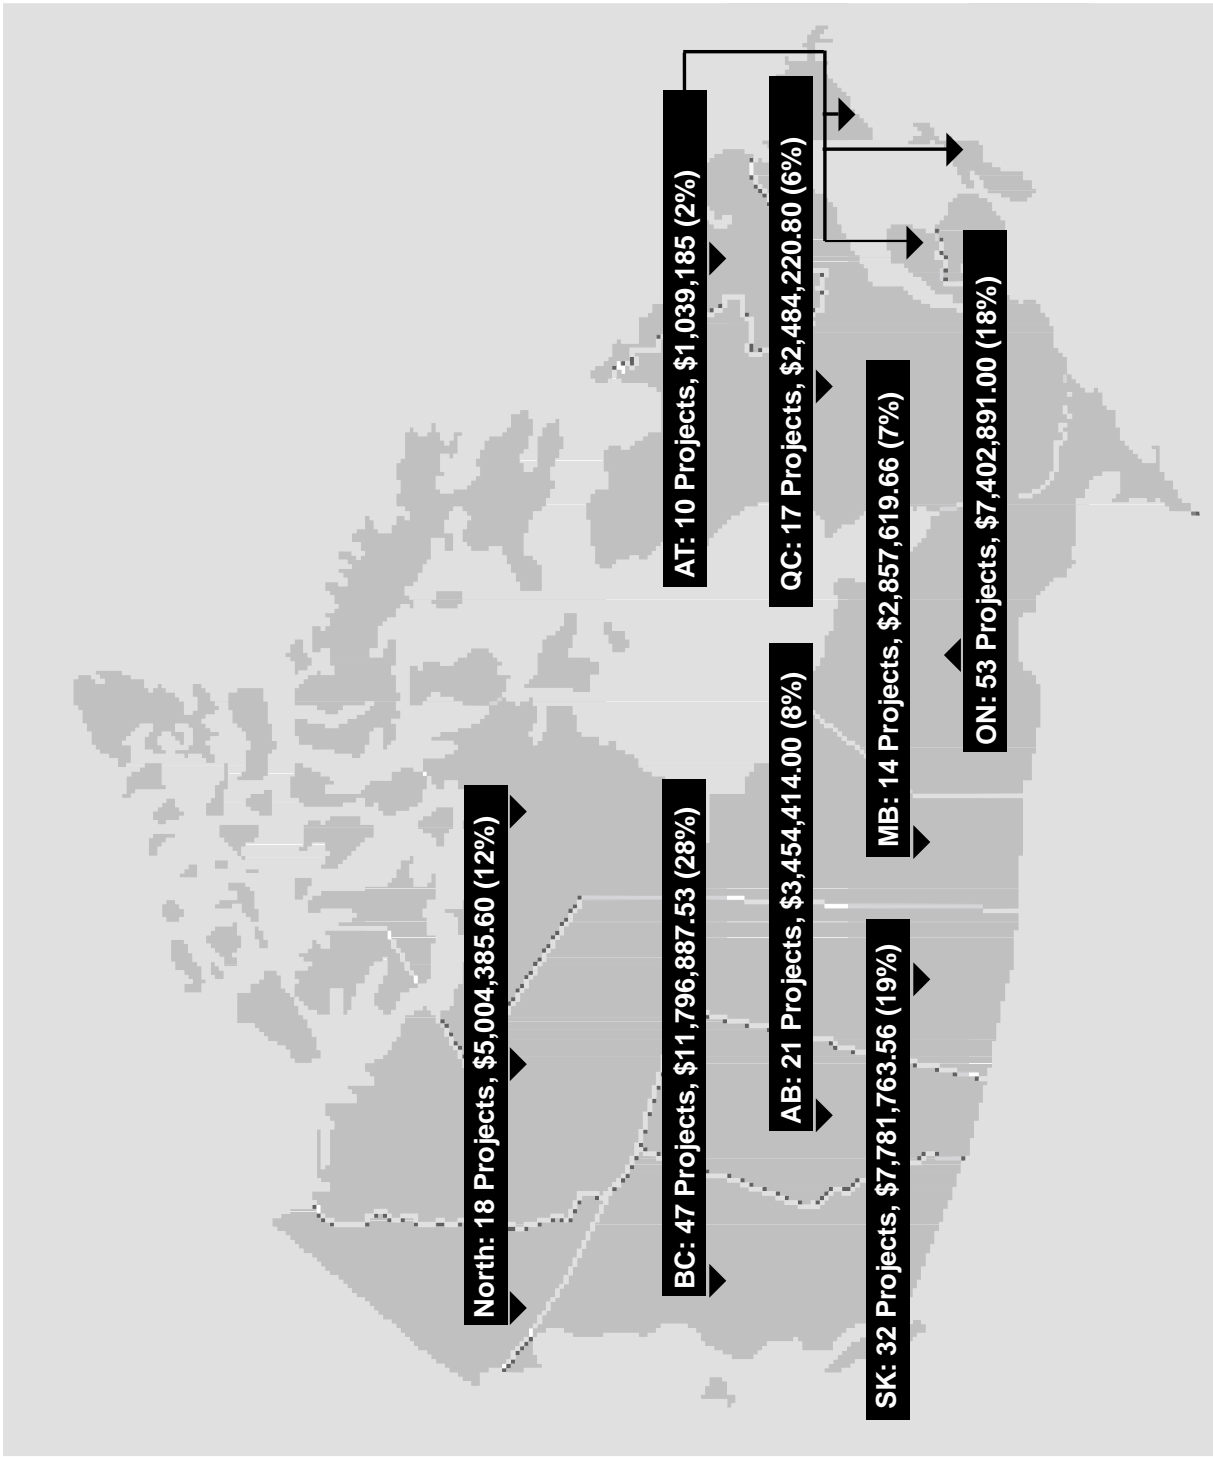 North: 18 Projects, $5,004,385.60 (12%)
BC: 47 Projects, $11,796,887.53 (28%)
AT: 10 Projects, $1,039,185 (2%)
AB: 21 Projects, $3,454,414.00 (8%)
QC: 17 Projects, $2,484,220.80 (6%)
SK: 32 Projects, $7,781,763.56 (19%)
MB: 14 Projects, $2,857,619.66 (7%)
ON: 53 Projects, $7,402,891.00 (18%)